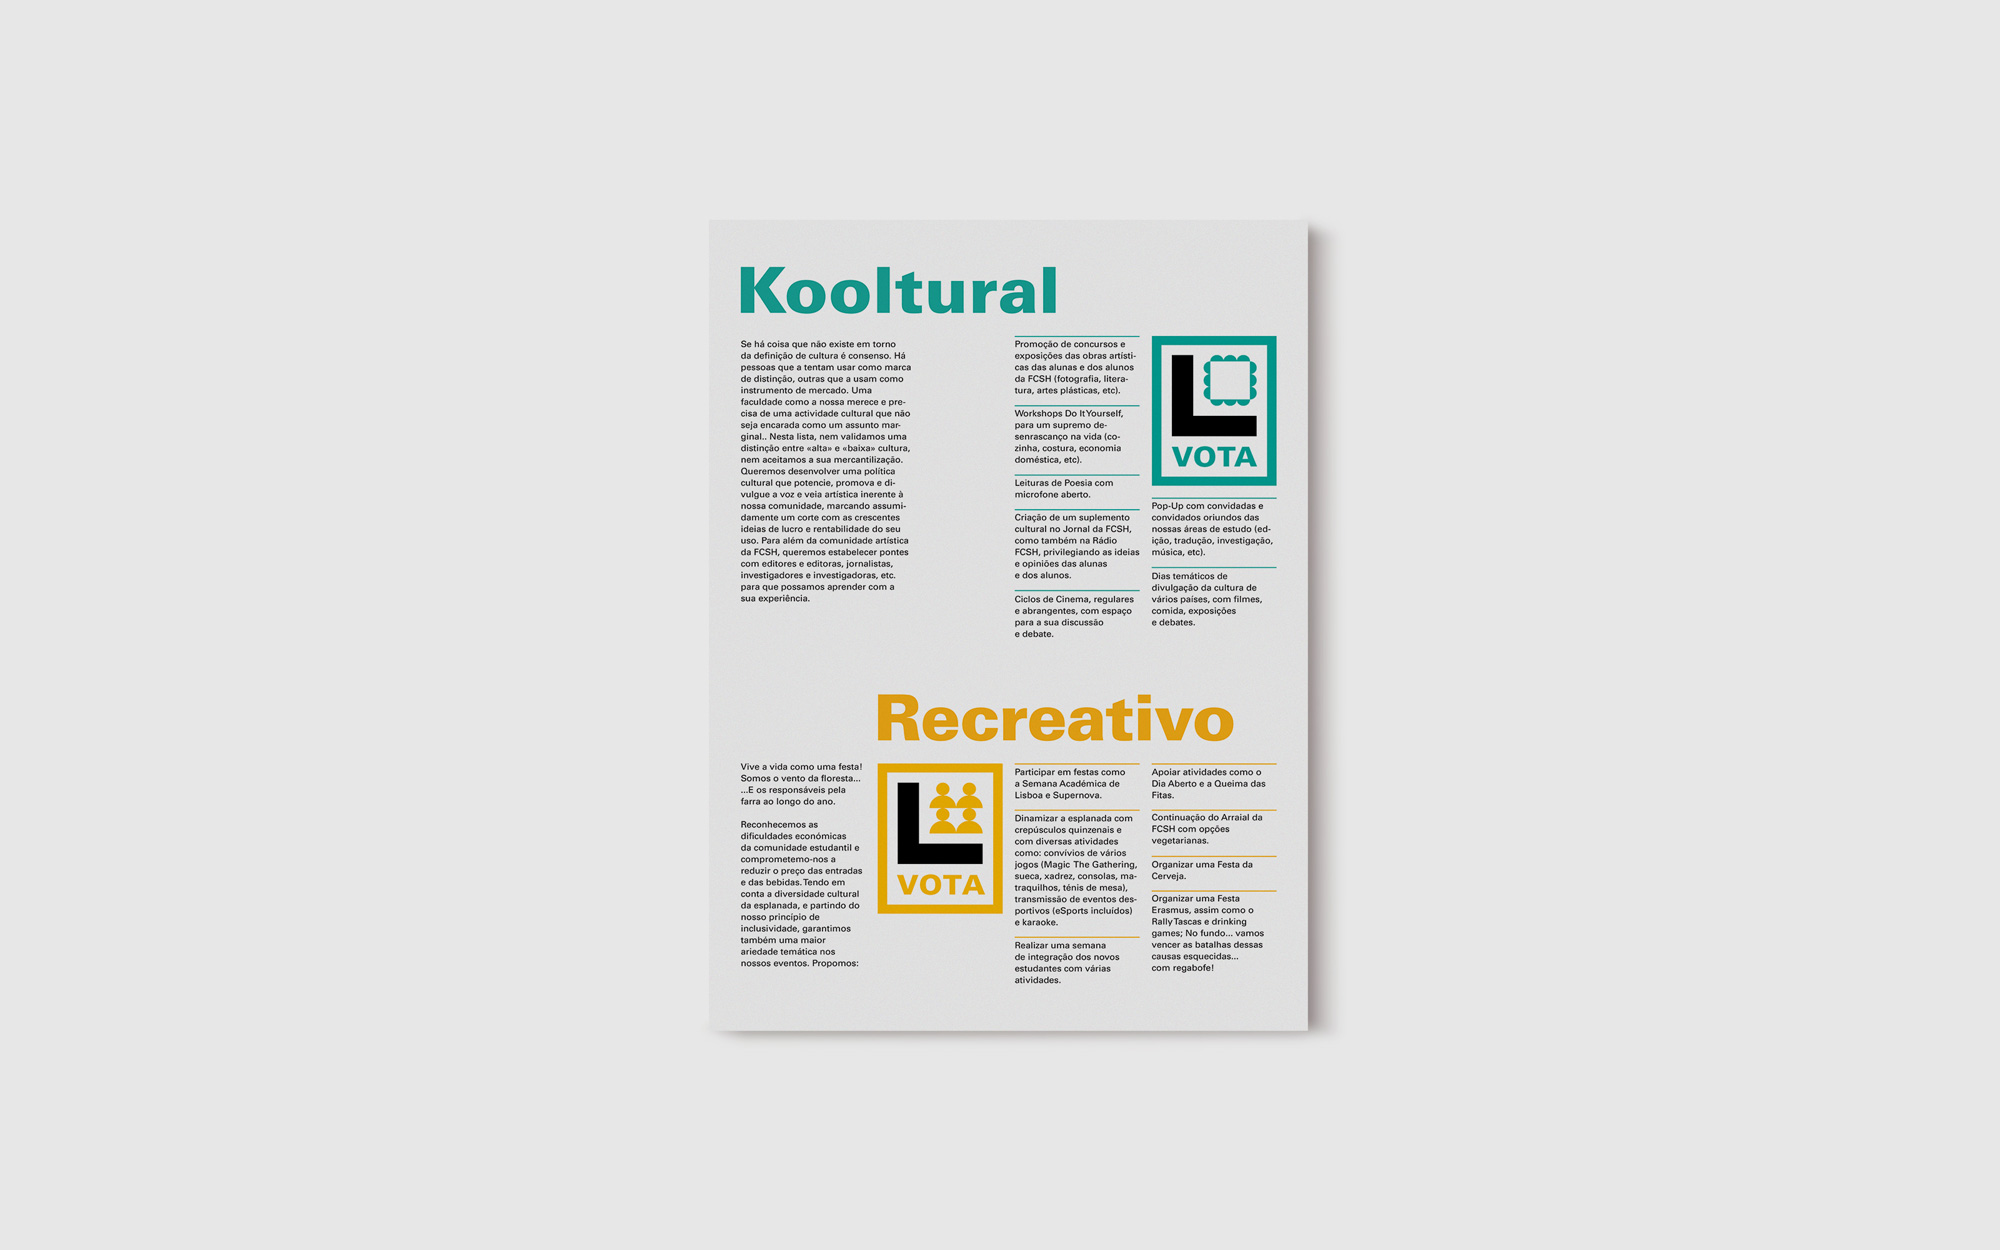 Kooltural
Se há coisa que não existe em torno
da definição de cultura é consenso. Há
pessoas que a tentam usar como marca
de distinção, outras que a usam como
instrumento de mercado. Uma
faculdade como a nossa merece e pre-
cisa de uma actividade cultural que não
seja encarada como um assunto mar-
ginal.. Nesta lista, nem validamos uma
distinção entre «alta» e «baixa» cultura,
nem aceitamos a sua mercantilização.
Queremos desenvolver uma política
cultural que potencie, promova e di-
vulgue a voz e veia artística inerente à
nossa comunidade, marcando assumi-
damente um corte com as crescentes
ideias de lucro e rentabilidade do seu
uso. Para além da comunidade artística
da FCSH, queremos estabelecer pontes
com editores e editoras, jornalistas,
investigadores e investigadoras, etc.
para que possamos aprender com a
sua experiência.
Promoção de concursos e
exposições das obras artísti-
cas das alunas e dos alunos
da FCSH (fotografia, litera-
tura, artes plásticas, etc).
Workshops Do It Yourself,
para um supremo de-
senrascanço na vida (co-
zinha, costura, economia
doméstica, etc).
Leituras de Poesia com
microfone aberto.
Criação de um suplemento
cultural no Jornal da FCSH,
como também na Rádio
FCSH, privilegiando as ideias
e opiniões das alunas
e dos alunos.
Ciclos de Cinema, regulares
e abrangentes, com espaço
para a sua discussão
e debate.
L
VOTA
Pop-Up com convidadas e
convidados oriundos das
nossas áreas de estudo (ed-
ição, tradução, investigação,
música, etc).
Dias temáticos de
divulgação da cultura de
vários países, com filmes,
comida, exposições
e debates.
Recreativo
Vive a vida como uma festa!
Somos o vento da floresta...
...E os responsáveis pela
farra ao longo do ano.
Reconhecemos as
dificuldades económicas
da comunidade estudantil e
comprometemo-nos a
reduzir o preço das entradas
e das bebidas. Tendo em
conta a diversidade cultural
da esplanada, e partindo do
nosso princípio de
inclusividade, garantimos
também uma maior
ariedade temática nos
nossos eventos. Propomos:
L
VOTA
Participar em festas como
a Semana Académica de
Lisboa e Supernova.
Dinamizar a esplanada com
crepúsculos quinzenais e
com diversas atividades
como: convívios de vários
jogos (Magic The Gathering,
sueca, xadrez, consolas, ma-
traquilhos, ténis de mesa),
transmissão de eventos des-
portivos (eSports incluídos)
e karaoke.
Realizar uma semana
de integração dos novos
estudantes com várias
atividades.
Apoiar atividades como o
Dia Aberto e a Queima das
Fitas.
Continuação do Arraial da
FCSH com opções
vegetarianas.
Organizar uma Festa da
Cerveja.
Organizar uma Festa
Erasmus, assim como o
Rally Tascas e drinking
games; No fundo... vamos
vencer as batalhas dessas
causas esquecidas...
com regabofe!